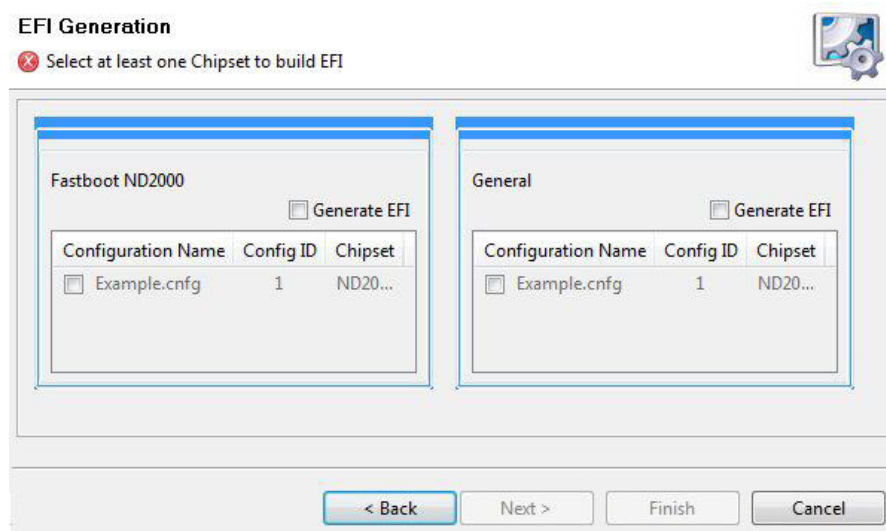 EFI Generation
Select at least one Chipset to build EFI
Fastboot ND2000
Generate EFI
Configuration Name Config ID Chipset
Example.cnfg 1 ND20...
General
Generate EFI
Configuration Name Config ID Chipset
Example.cnfg 1 ND20...
< Back Next > Finish Cancel